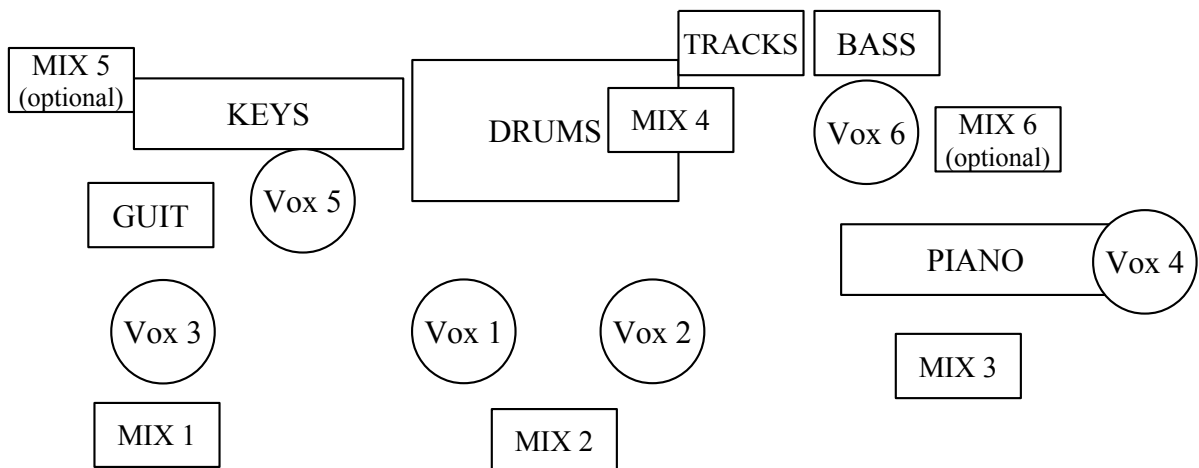 TRACKS
BASS
MIX 5
(optional)
KEYS
DRUMS
MIX 4
Vox 6
MIX 6
(optional)
GUIT
Vox 5
PIANO
Vox 4
Vox 3
Vox 1
Vox 2
MIX 3
MIX 1
MIX 2